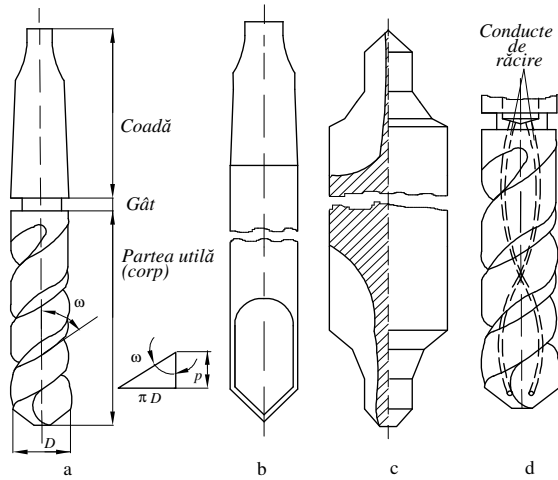 Coadă
Gât
Partea utilă
(corp)
ω
D
ω
p
π D
Conducte
de
răcire
a
b
c
d